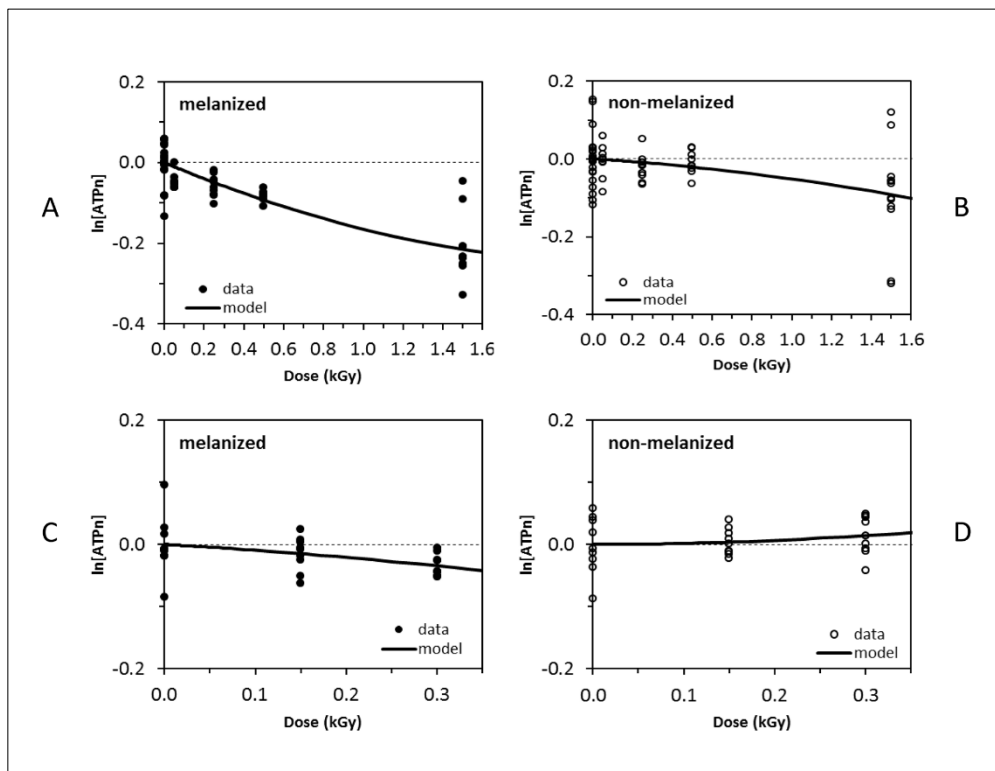 A
0.2
0.0
-0.2
-0.4
ln[ATPn]
melanized
data
model
0.0 0.2 0.4 0.6 0.8 1.0 1.2 1.4 1.6
Dose (kGy)
B
0.2
0.0
-0.2
-0.4
ln[ATPn]
non-melanized
data
model
0.0 0.2 0.4 0.6 0.8 1.0 1.2 1.4 1.6
Dose (kGy)
C
0.2
0.0
-0.2
ln[ATPn]
melanized
data
model
0.0 0.1 0.2 0.3
Dose (kGy)
D
0.2
0.0
-0.2
ln[ATPn]
non-melanized
data
model
0.0 0.1 0.2 0.3
Dose (kGy)